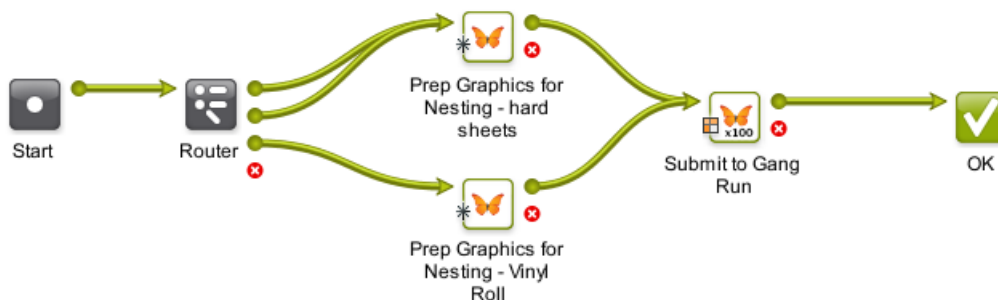 Prep Graphics for
Nesting - hard
sheets
Start
Router
x100
Submit to Gang
Run
OK
Prep Graphics for
Nesting - Vinyl
Roll